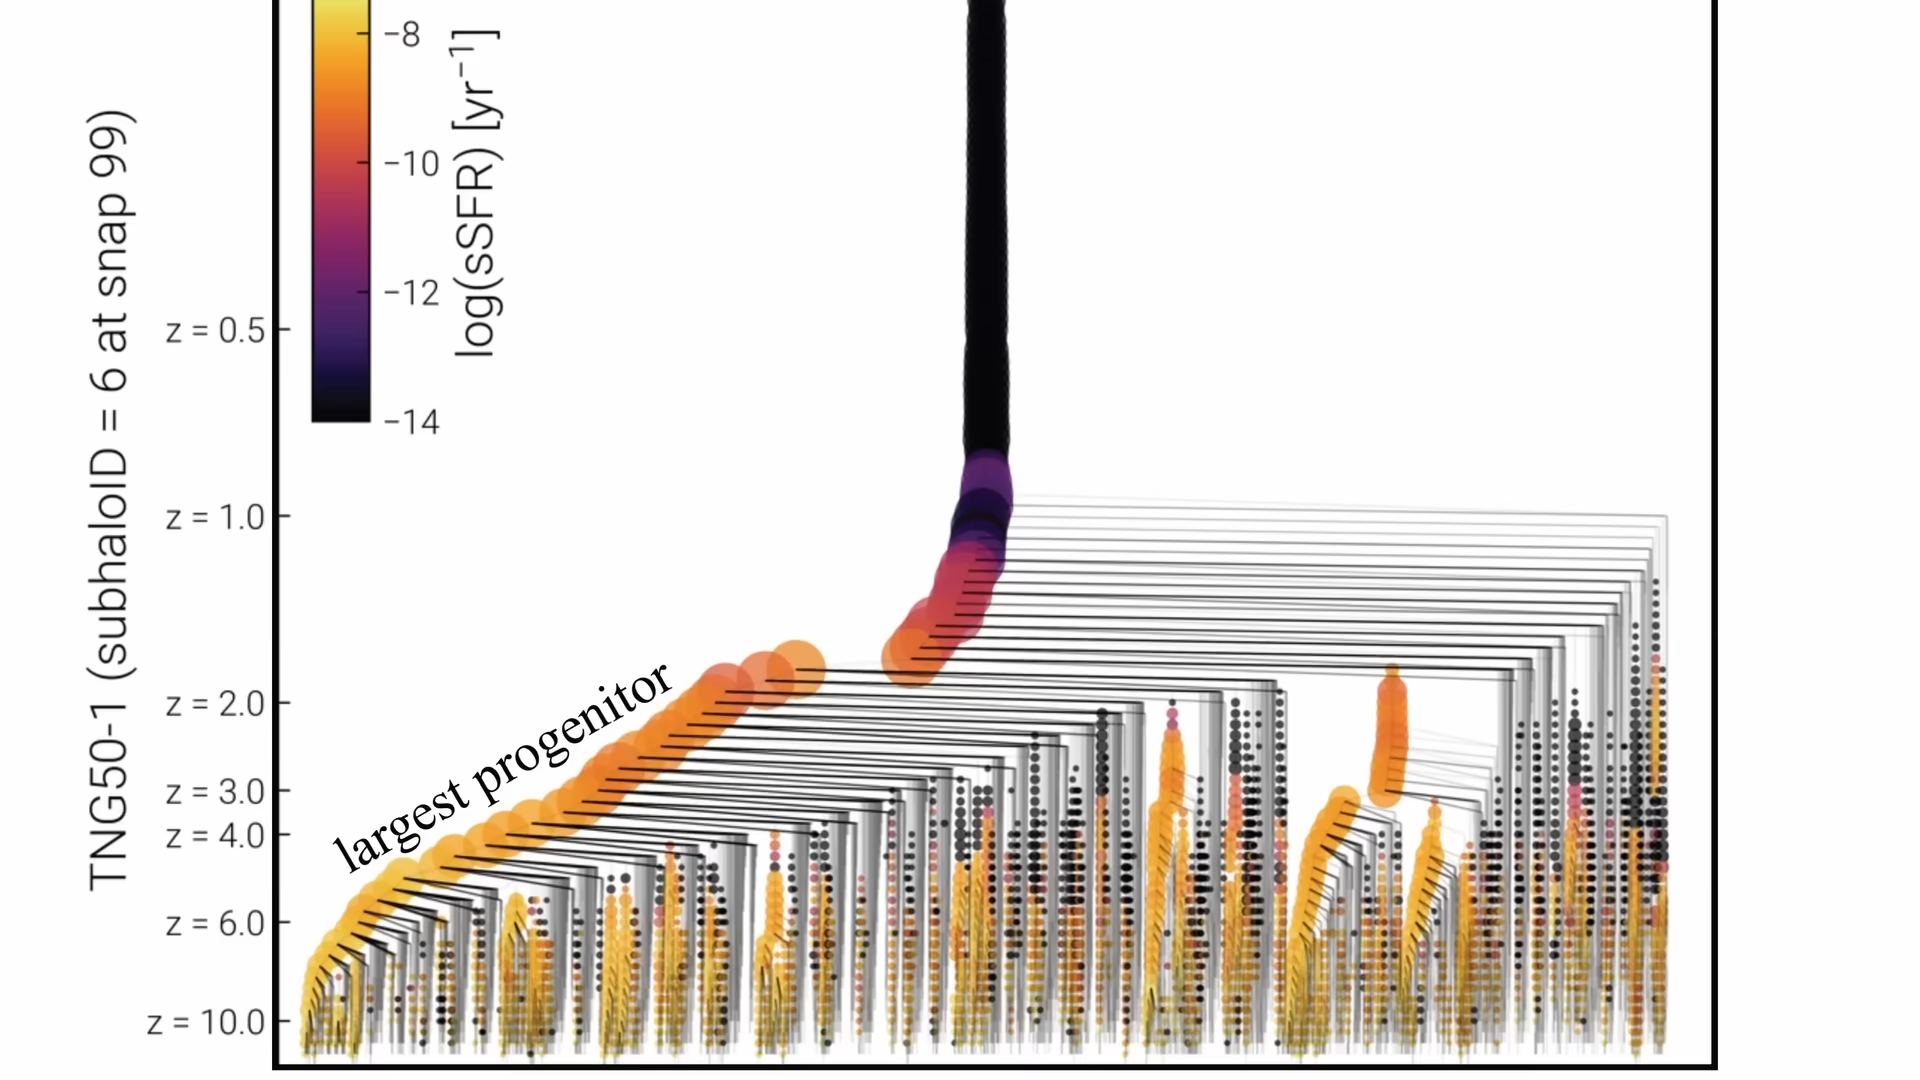 TNG50-1 (subhaloID = 6 at snap 99)
z = 0.5
z = 1.0
z = 2.0
z = 3.0
z = 4.0
z = 6.0
z = 10.0
−8
−10
−12
−14
log(sSFR) [yr⁻¹]
largest progenitor